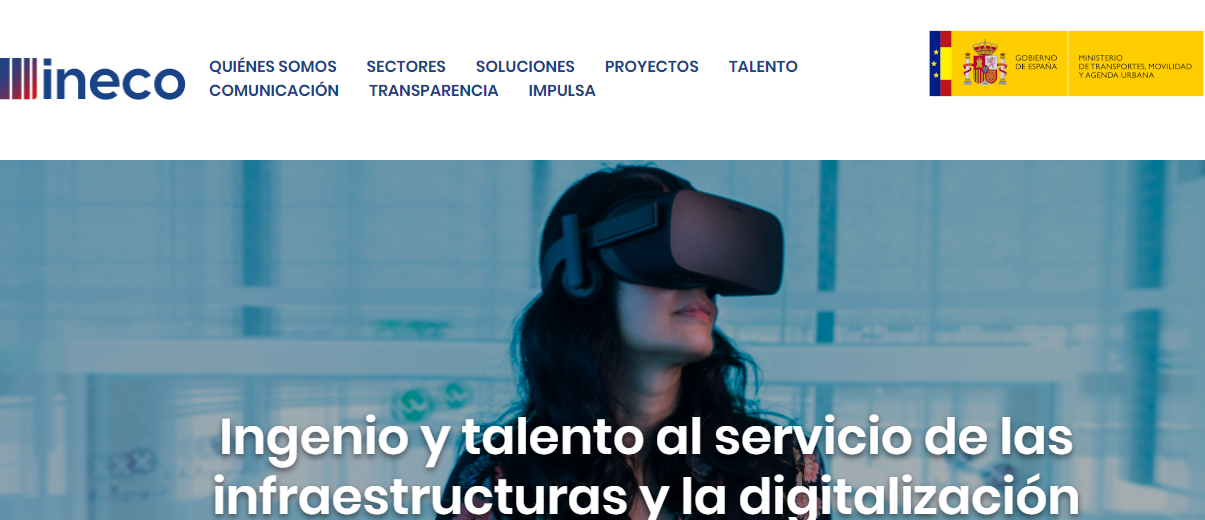 ineco
QUIÉNES SOMOS SECTORES SOLUCIONES PROYECTOS TALENTO
COMUNICACIÓN TRANSPARENCIA IMPULSA
GOBIERNO
DE ESPAÑA
MINISTERIO
DE TRANSPORTES, MOVILIDAD
Y AGENDA URBANA
Ingenio y talento al servicio de las
infraestructuras y la digitalización